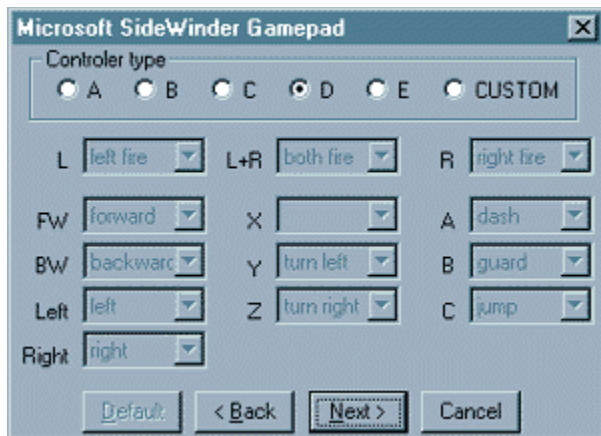 Microsoft SideWinder Gamepad
Controler type
A B C D E CUSTOM
L left fire L+R both fire R right fire
FW forward X A dash
BW backward Y turn left B guard
Left left Z turn right C jump
Right right
Default < Back Next > Cancel